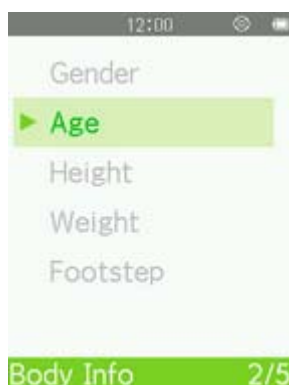 12:00
Gender
Age
Height
Weight
Footstep
Body Info 2/5